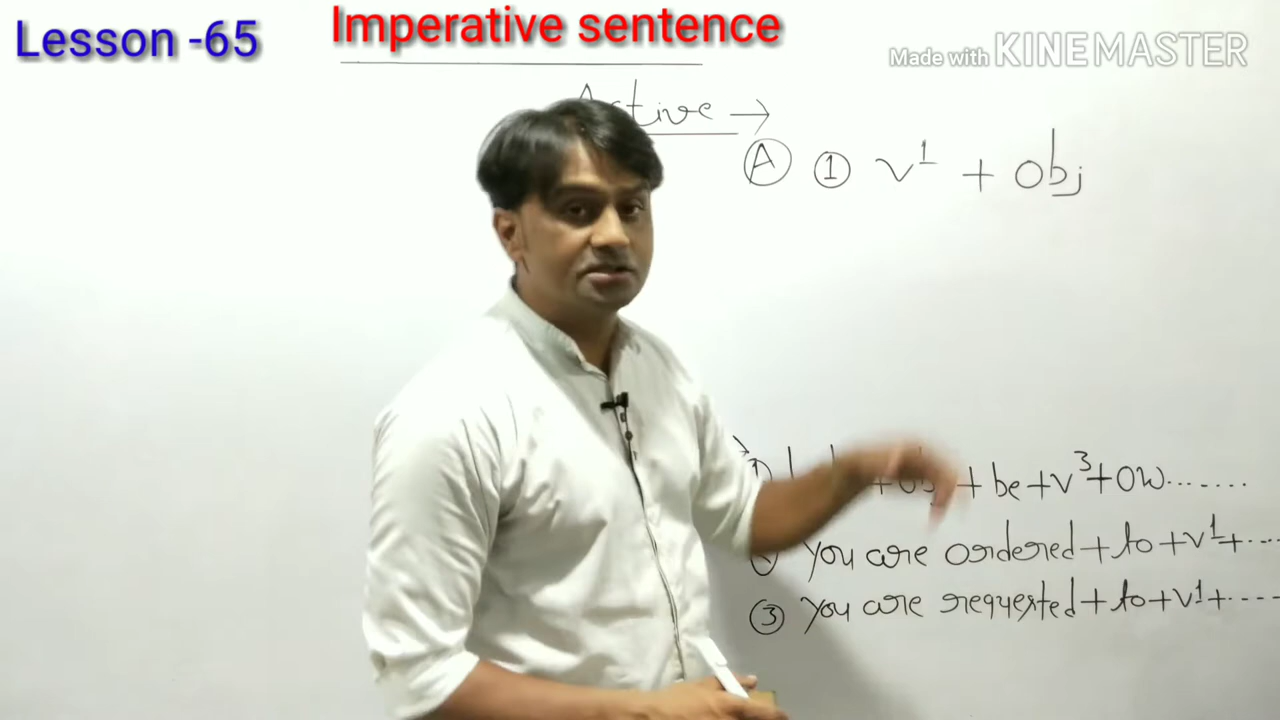 Lesson -65
Imperative sentence
Made with KINEMASTER
Active →
Ⓐ ① v¹ + obj
+ be + v³ + ow.......
you are ordered + to + v¹ + ....
③ you are requested + to + v¹ + ....